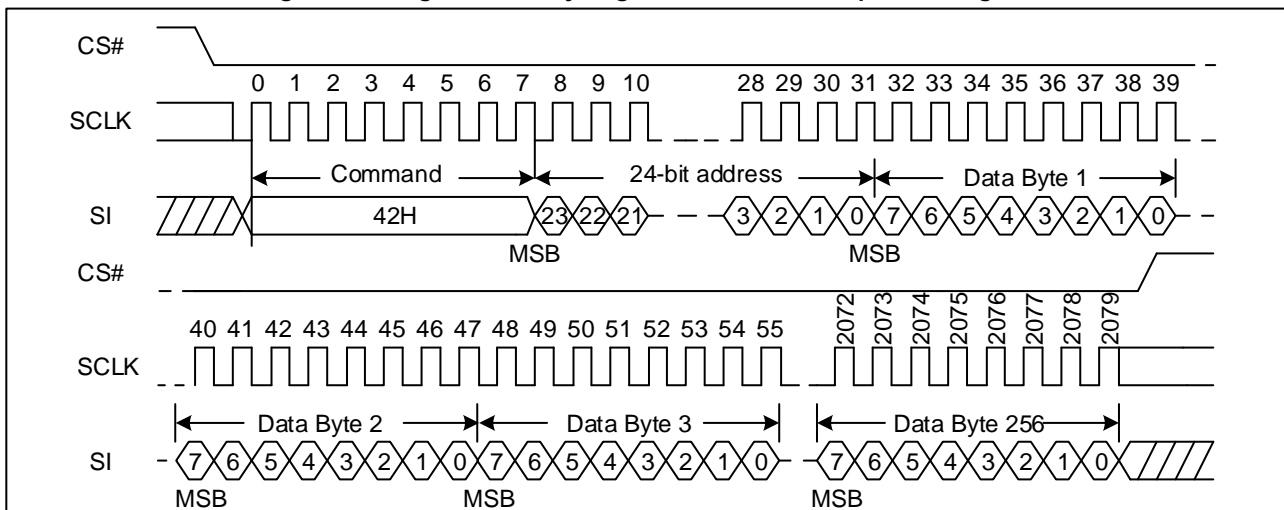 CS#
0 1 2 3 4 5 6 7 8 9 10 28 29 30 31 32 33 34 35 36 37 38 39
SCLK
Command 24-bit address Data Byte 1
SI 42H 23 22 21 3 2 1 0 7 6 5 4 3 2 1 0
MSB MSB
CS#
40 41 42 43 44 45 46 47 48 49 50 51 52 53 54 55 2072 2073 2074 2075 2076 2077 2078 2079
SCLK
Data Byte 2 Data Byte 3 Data Byte 256
SI 7 6 5 4 3 2 1 0 7 6 5 4 3 2 1 0 7 6 5 4 3 2 1 0
MSB MSB MSB